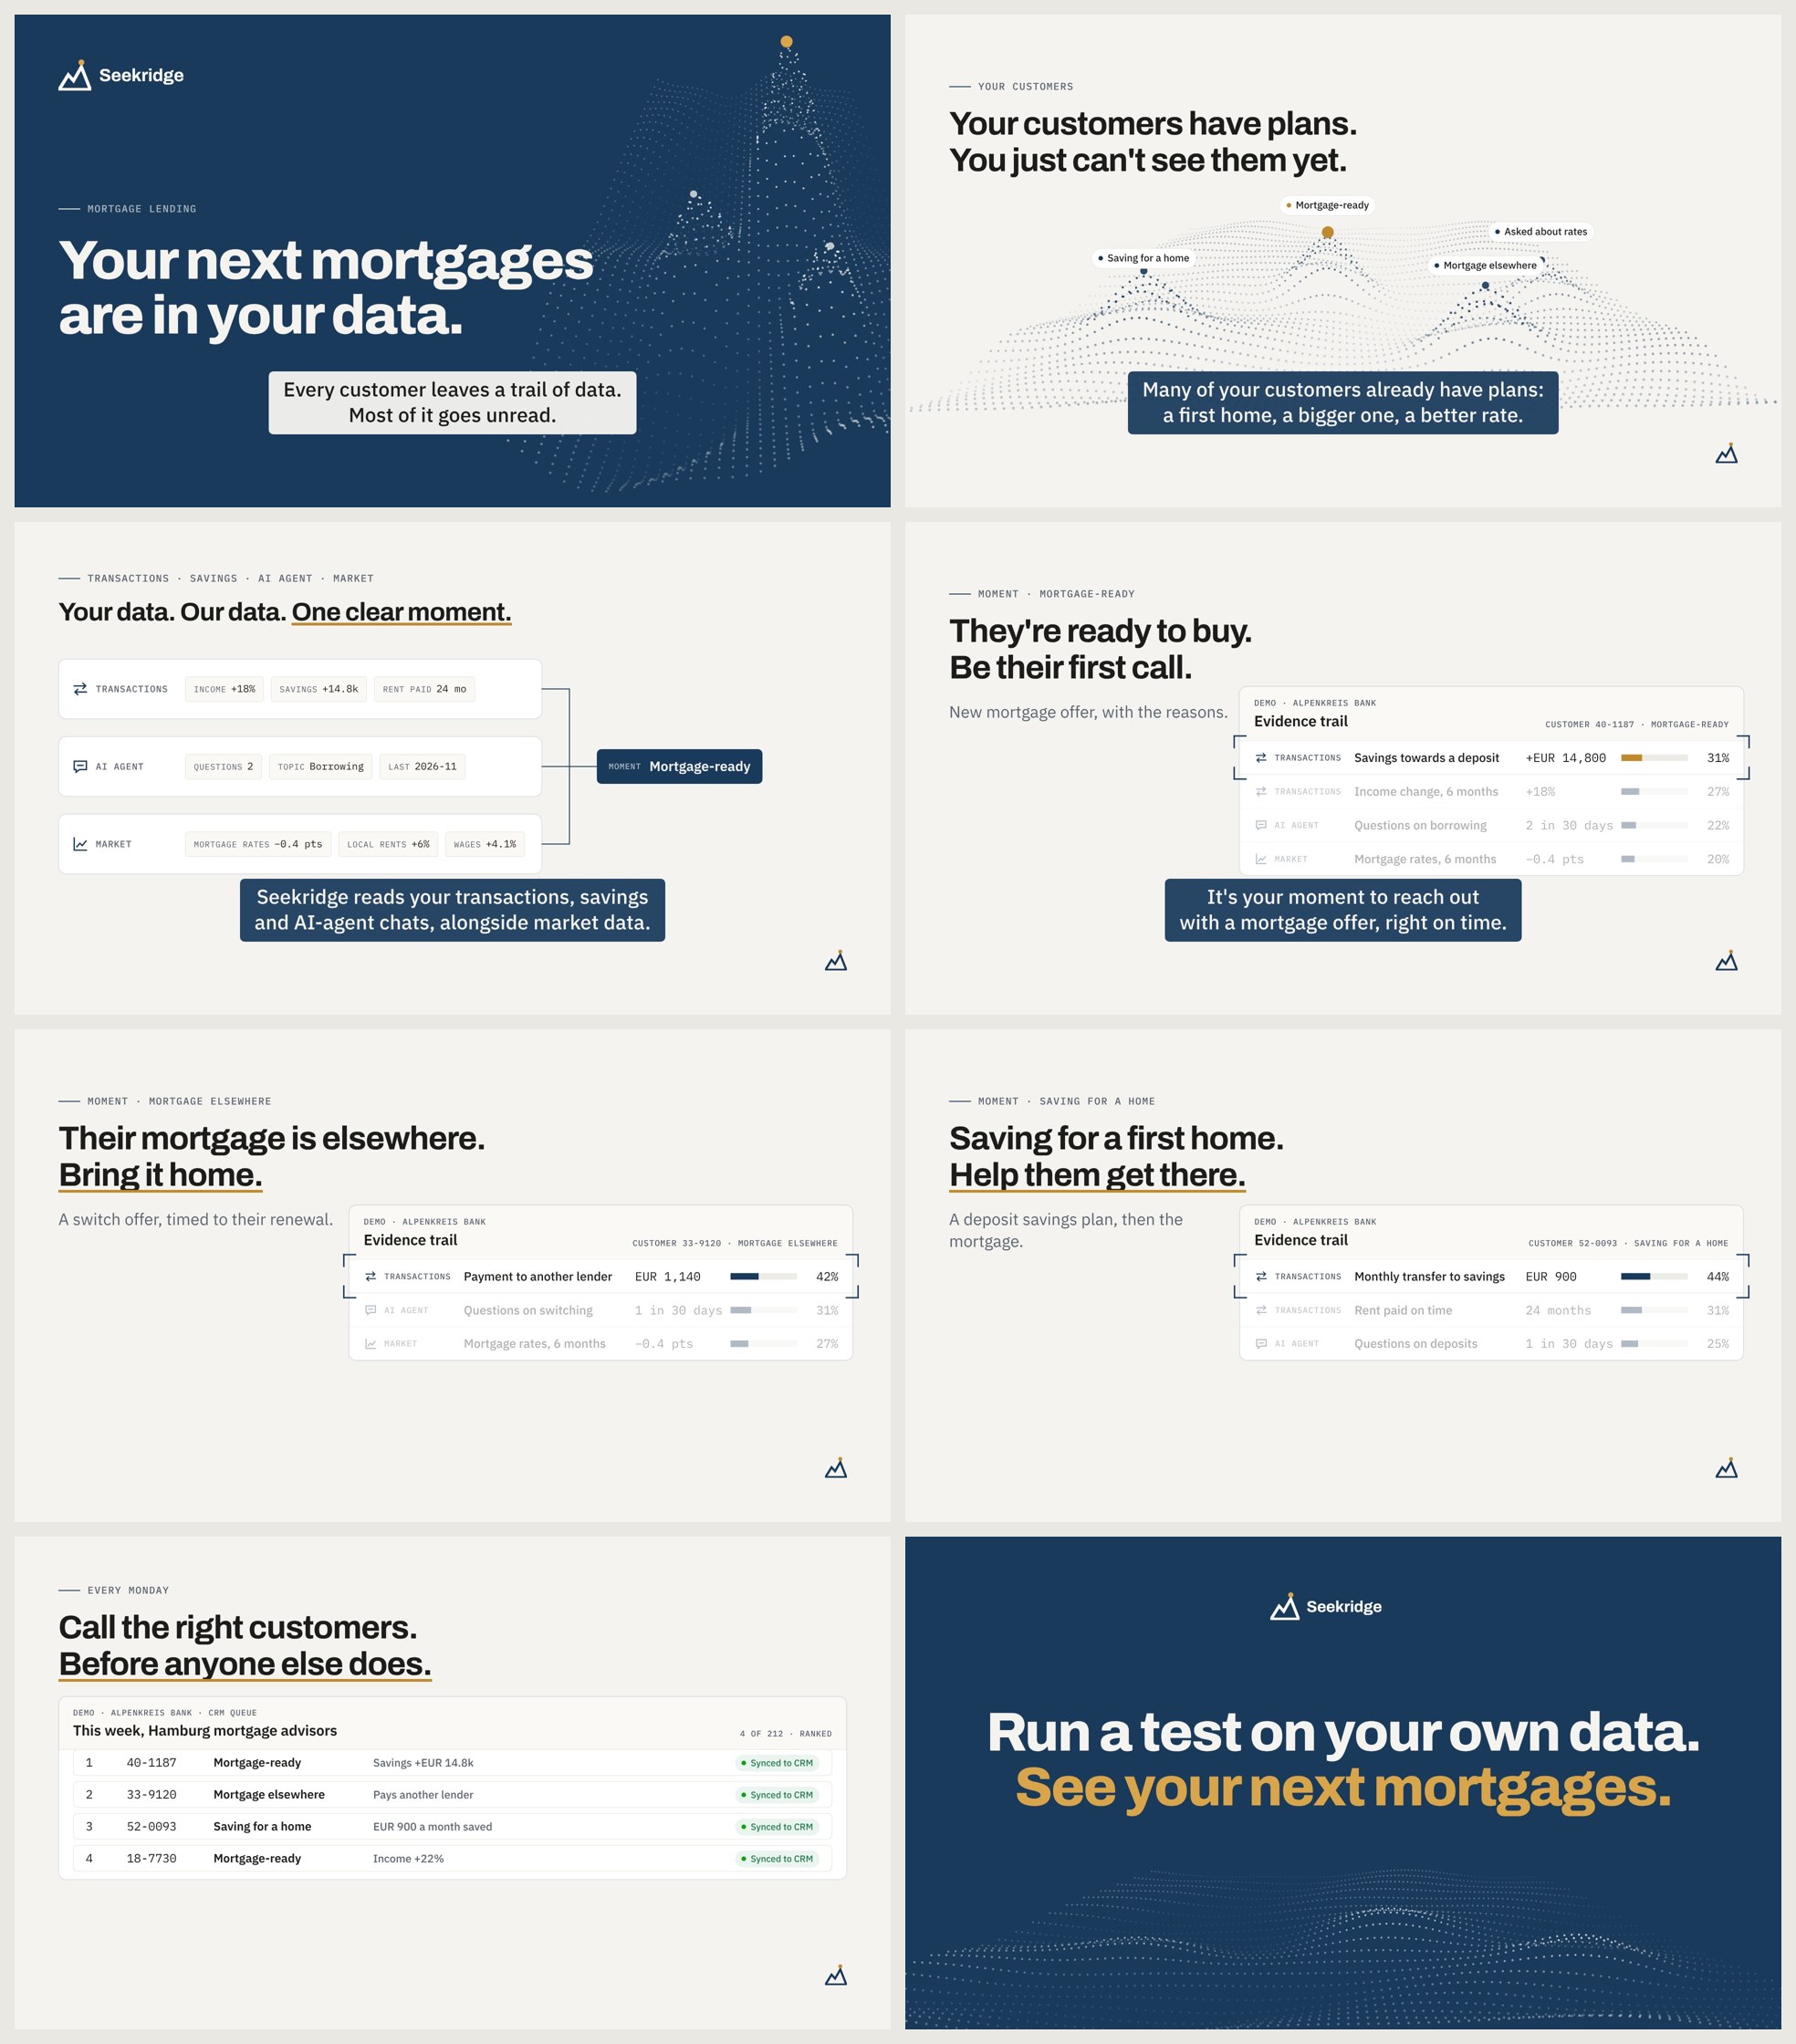 Seekridge
MORTGAGE LENDING
Your next mortgages
are in your data.
Every customer leaves a trail of data.
Most of it goes unread.
YOUR CUSTOMERS
Your customers have plans.
You just can't see them yet.
Mortgage-ready
Asked about rates
Saving for a home
Mortgage elsewhere
Many of your customers already have plans:
a first home, a bigger one, a better rate.
TRANSACTIONS · SAVINGS · AI AGENT · MARKET
Your data. Our data. One clear moment.
TRANSACTIONS INCOME +18% SAVINGS +14.8k RENT PAID 24 mo
AI AGENT QUESTIONS 2 TOPIC Borrowing LAST 2026-11
MOMENT Mortgage-ready
MARKET MORTGAGE RATES −0.4 pts LOCAL RENTS +6% WAGES +4.1%
Seekridge reads your transactions, savings
and AI-agent chats, alongside market data.
MOMENT · MORTGAGE-READY
They're ready to buy.
Be their first call.
New mortgage offer, with the reasons.
DEMO · ALPENKREIS BANK
Evidence trail CUSTOMER 40-1187 · MORTGAGE-READY
TRANSACTIONS Savings towards a deposit +EUR 14,800 31%
TRANSACTIONS Income change, 6 months +18% 27%
AI AGENT Questions on borrowing 2 in 30 days 22%
MARKET Mortgage rates, 6 months −0.4 pts 20%
It's your moment to reach out
with a mortgage offer, right on time.
MOMENT · MORTGAGE ELSEWHERE
Their mortgage is elsewhere.
Bring it home.
A switch offer, timed to their renewal.
DEMO · ALPENKREIS BANK
Evidence trail CUSTOMER 33-9120 · MORTGAGE ELSEWHERE
TRANSACTIONS Payment to another lender EUR 1,140 42%
AI AGENT Questions on switching 1 in 30 days 31%
MARKET Mortgage rates, 6 months −0.4 pts 27%
MOMENT · SAVING FOR A HOME
Saving for a first home.
Help them get there.
A deposit savings plan, then the
mortgage.
DEMO · ALPENKREIS BANK
Evidence trail CUSTOMER 52-0093 · SAVING FOR A HOME
TRANSACTIONS Monthly transfer to savings EUR 900 44%
TRANSACTIONS Rent paid on time 24 months 31%
AI AGENT Questions on deposits 1 in 30 days 25%
EVERY MONDAY
Call the right customers.
Before anyone else does.
DEMO · ALPENKREIS BANK · CRM QUEUE
This week, Hamburg mortgage advisors 4 OF 212 · RANKED
1 40-1187 Mortgage-ready Savings +EUR 14.8k Synced to CRM
2 33-9120 Mortgage elsewhere Pays another lender Synced to CRM
3 52-0093 Saving for a home EUR 900 a month saved Synced to CRM
4 18-7730 Mortgage-ready Income +22% Synced to CRM
Seekridge
Run a test on your own data.
See your next mortgages.